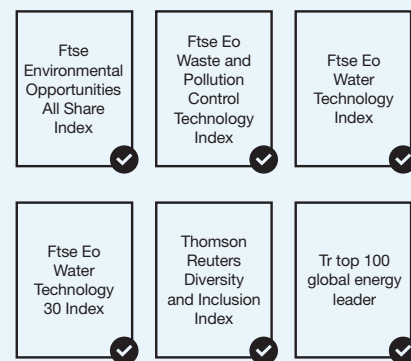 Ftse
Environmental
Opportunities
All Share
Index
Ftse Eo
Waste and
Pollution
Control
Technology
Index
Ftse Eo
Water
Technology
Index
Ftse Eo
Water
Technology
30 Index
Thomson
Reuters
Diversity
and Inclusion
Index
Tr top 100
global energy
leader